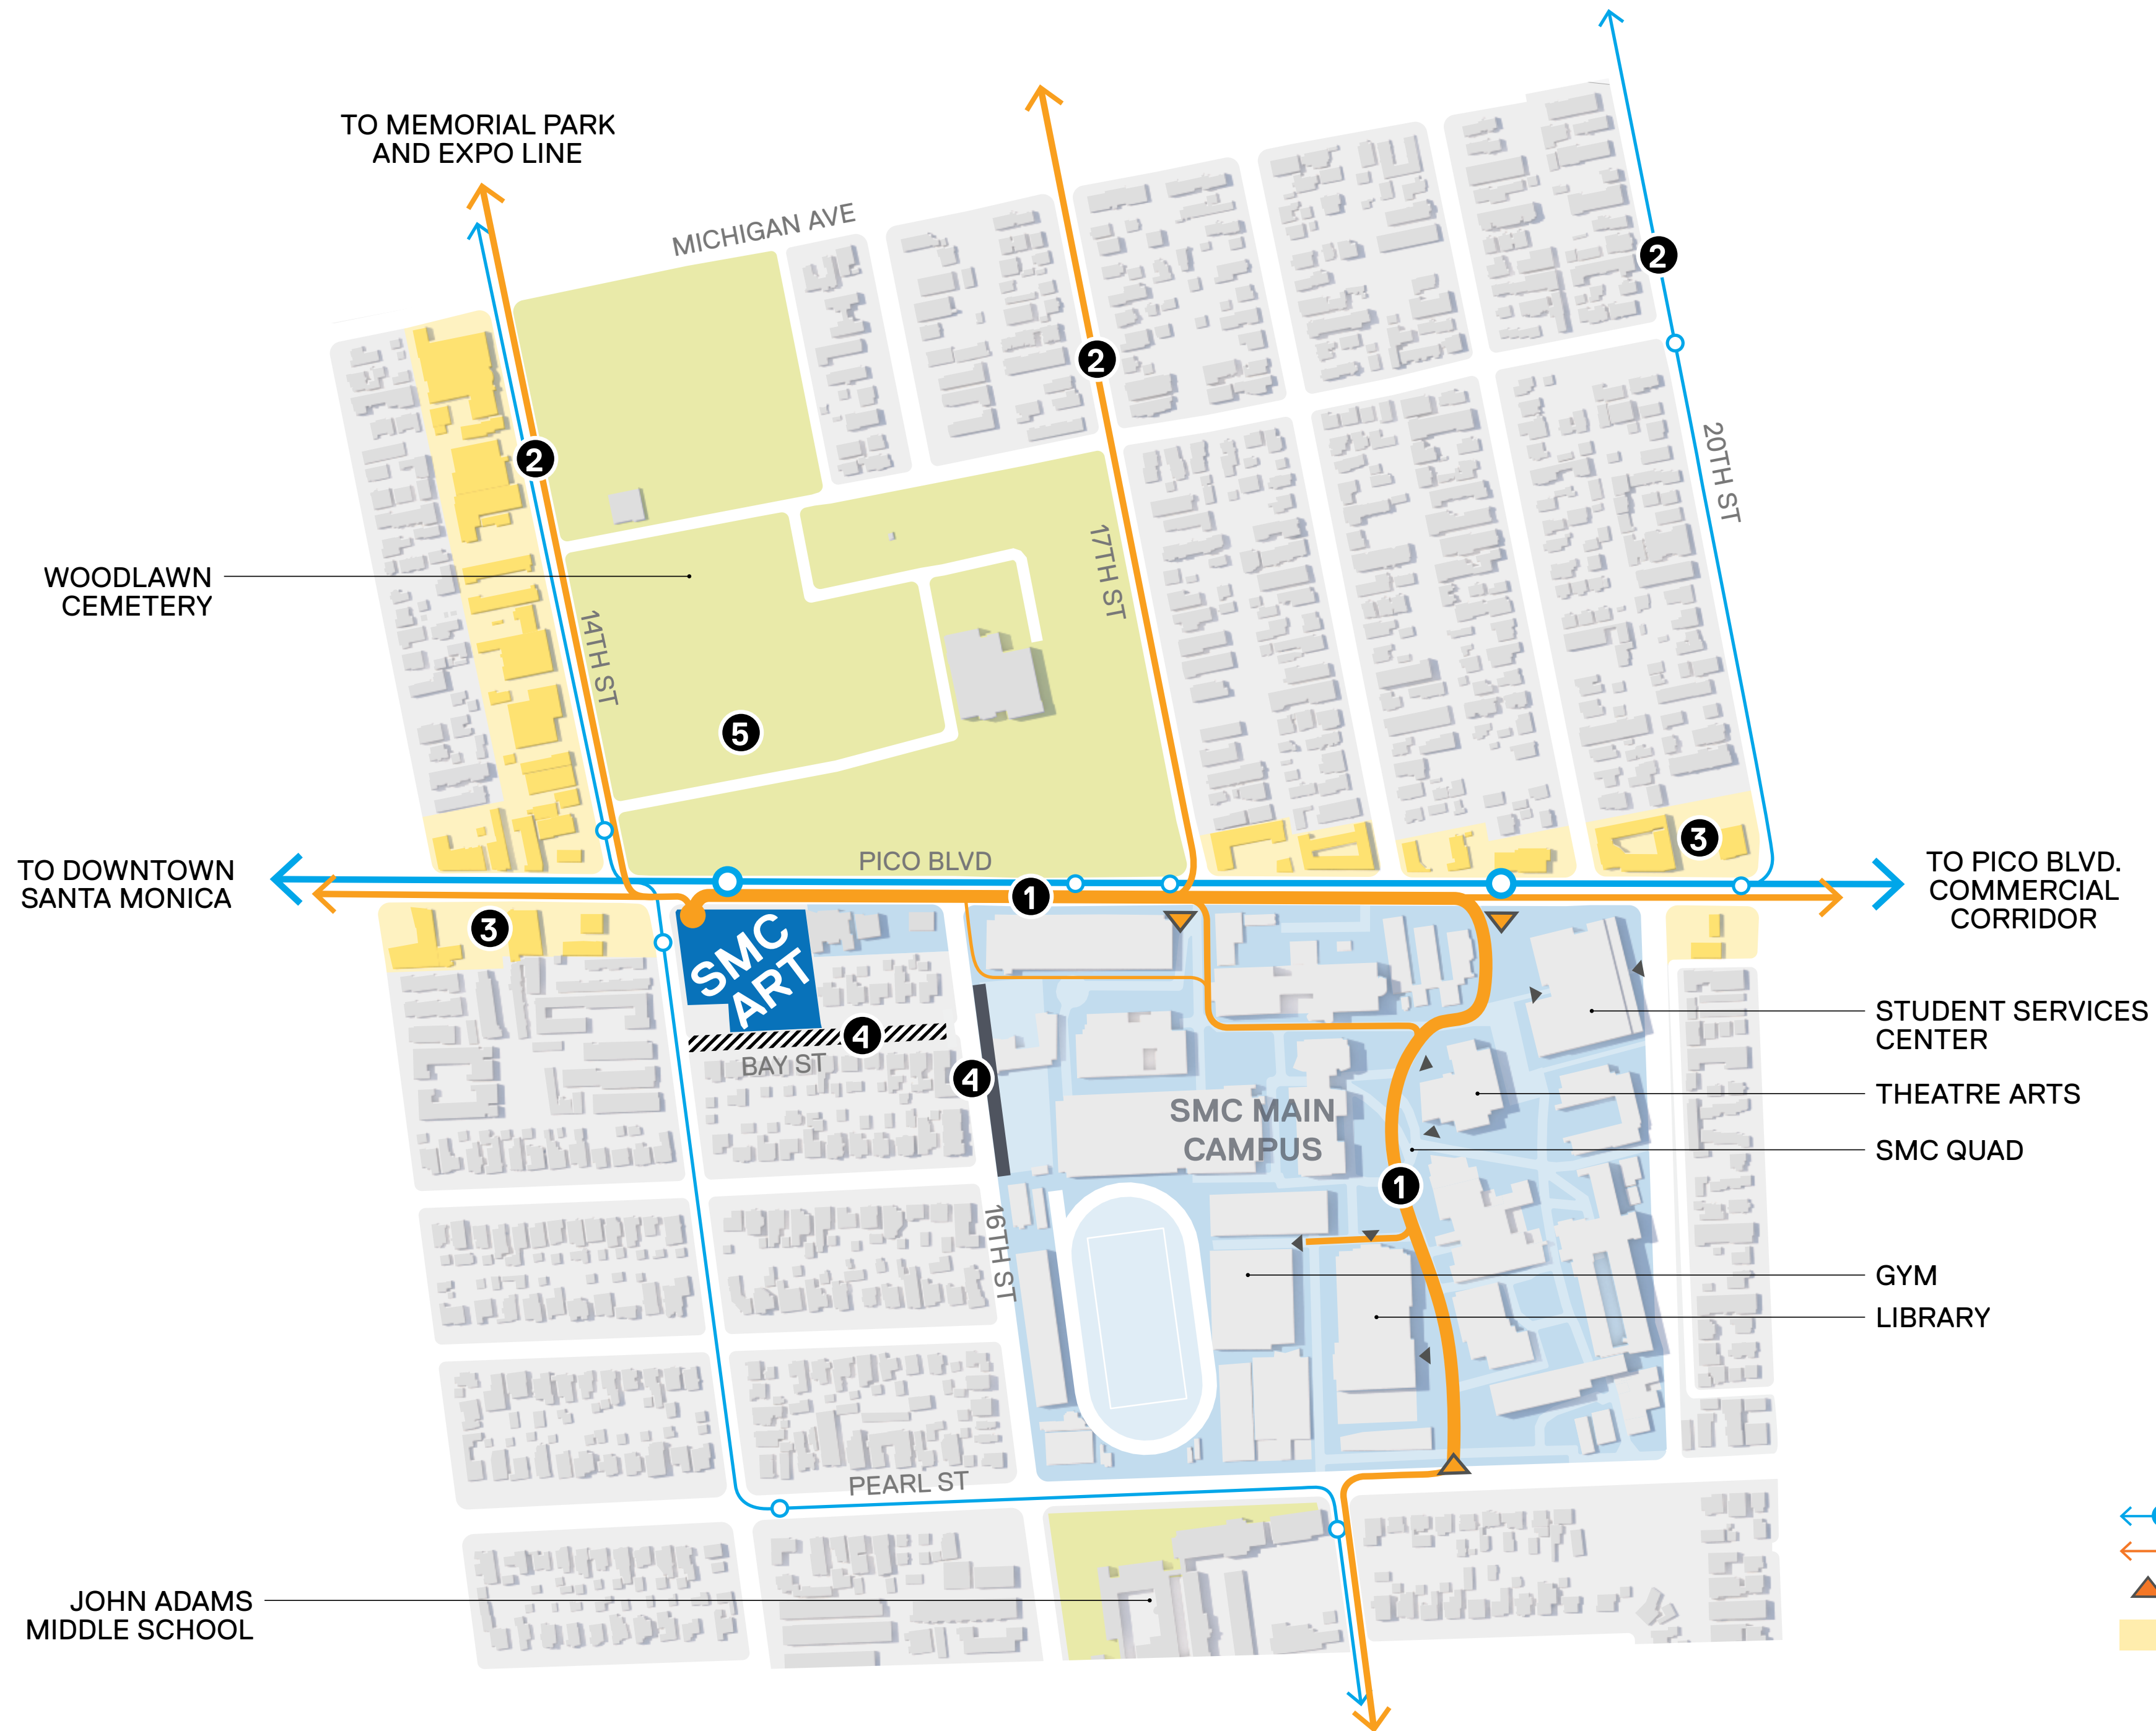 TO MEMORIAL PARK
AND EXPO LINE
MICHIGAN AVE
2
2
2
20TH ST
17TH ST
WOODLAWN
CEMETERY
14TH ST
5
3
PICO BLVD
TO DOWNTOWN
SANTA MONICA
TO PICO BLVD.
COMMERCIAL
CORRIDOR
1
3
SMC
ART
4
BAY ST
4
STUDENT SERVICES
CENTER
THEATRE ARTS
SMC MAIN
CAMPUS
SMC QUAD
1
16TH ST
GYM
LIBRARY
PEARL ST
JOHN ADAMS
MIDDLE SCHOOL